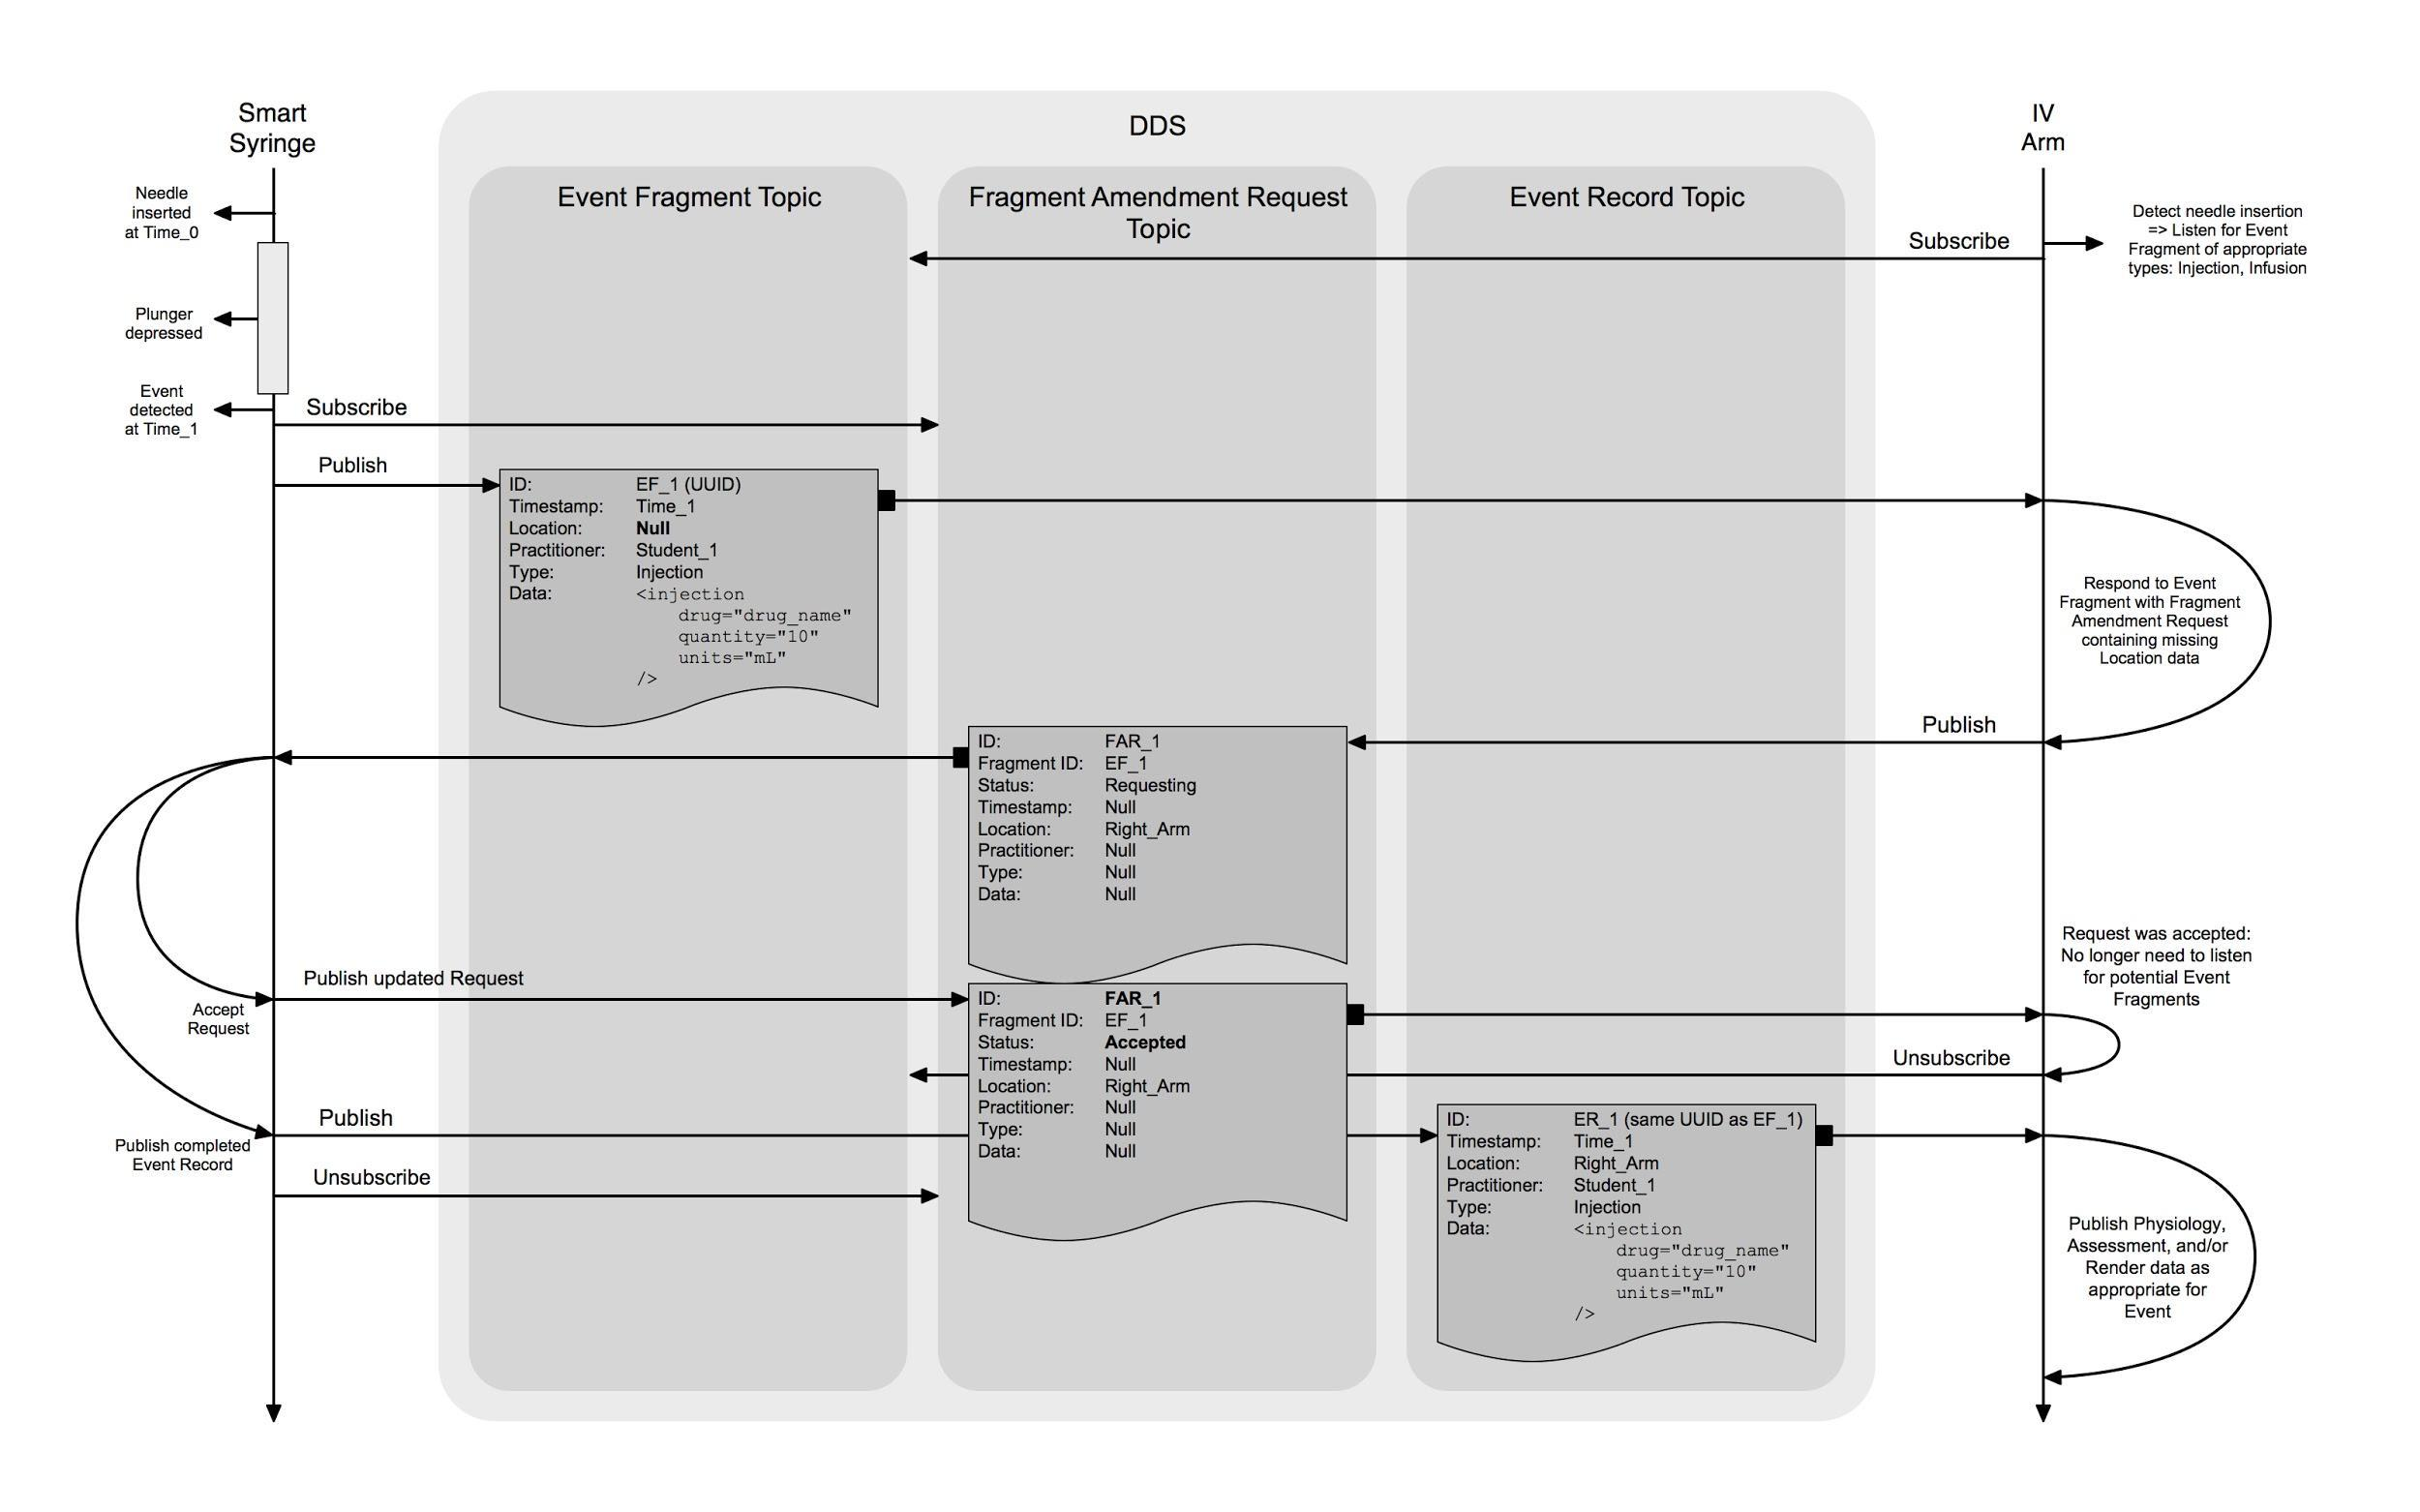 Smart
Syringe
DDS
IV
Arm
Event Fragment Topic
Fragment Amendment Request
Topic
Event Record Topic
Needle
inserted
at Time_0
Subscribe
Detect needle insertion
=> Listen for Event
Fragment of appropriate
types: Injection, Infusion
Plunger
depressed
Event
detected
at Time_1
Subscribe
Publish
ID: EF_1 (UUID)
Timestamp: Time_1
Location: Null
Practitioner: Student_1
Type: Injection
Data: <injection
drug="drug_name"
quantity="10"
units="mL"
/>
Respond to Event
Fragment with Fragment
Amendment Request
containing missing
Location data
Publish
ID: FAR_1
Fragment ID: EF_1
Status: Requesting
Timestamp: Null
Location: Right_Arm
Practitioner: Null
Type: Null
Data: Null
Request was accepted:
No longer need to listen
for potential Event
Fragments
Publish updated Request
Accept
Request
ID: FAR_1
Fragment ID: EF_1
Status: Accepted
Timestamp: Null
Location: Right_Arm
Practitioner: Null
Type: Null
Data: Null
Unsubscribe
Publish
Publish completed
Event Record
Unsubscribe
ID: ER_1 (same UUID as EF_1)
Timestamp: Time_1
Location: Right_Arm
Practitioner: Student_1
Type: Injection
Data: <injection
drug="drug_name"
quantity="10"
units="mL"
/>
Publish Physiology,
Assessment, and/or
Render data as
appropriate for
Event